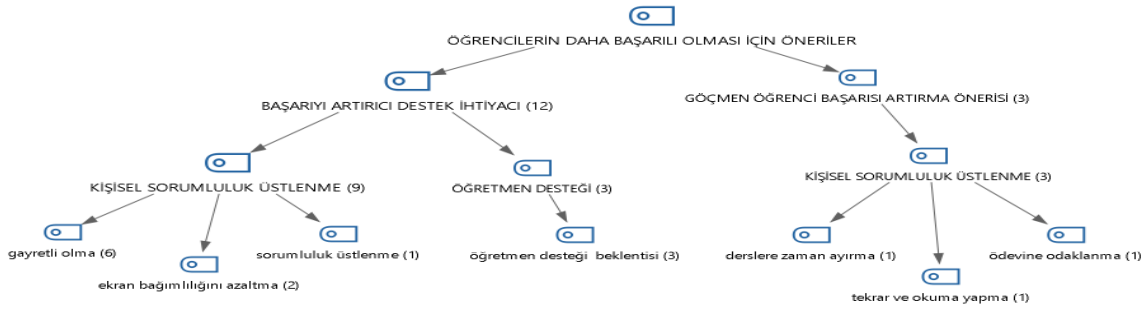 ÖĞRENCİLERİN DAHA BAŞARILI OLMASI İÇİN ÖNERİLER
BAŞARIYI ARTIRICI DESTEK İHTİYACI (12)
GÖÇMEN ÖĞRENCİ BAŞARISI ARTIRMA ÖNERİSİ (3)
KİŞİSEL SORUMLULUK ÜSTLENME (9)
ÖĞRETMEN DESTEĞİ (3)
KİŞİSEL SORUMLULUK ÜSTLENME (3)
gayretli olma (6)
ekran bağımlılığını azaltma (2)
sorumluluk üstlenme (1)
öğretmen desteği beklentisi (3)
derslere zaman ayırma (1)
tekrar ve okuma yapma (1)
ödevine odaklanma (1)